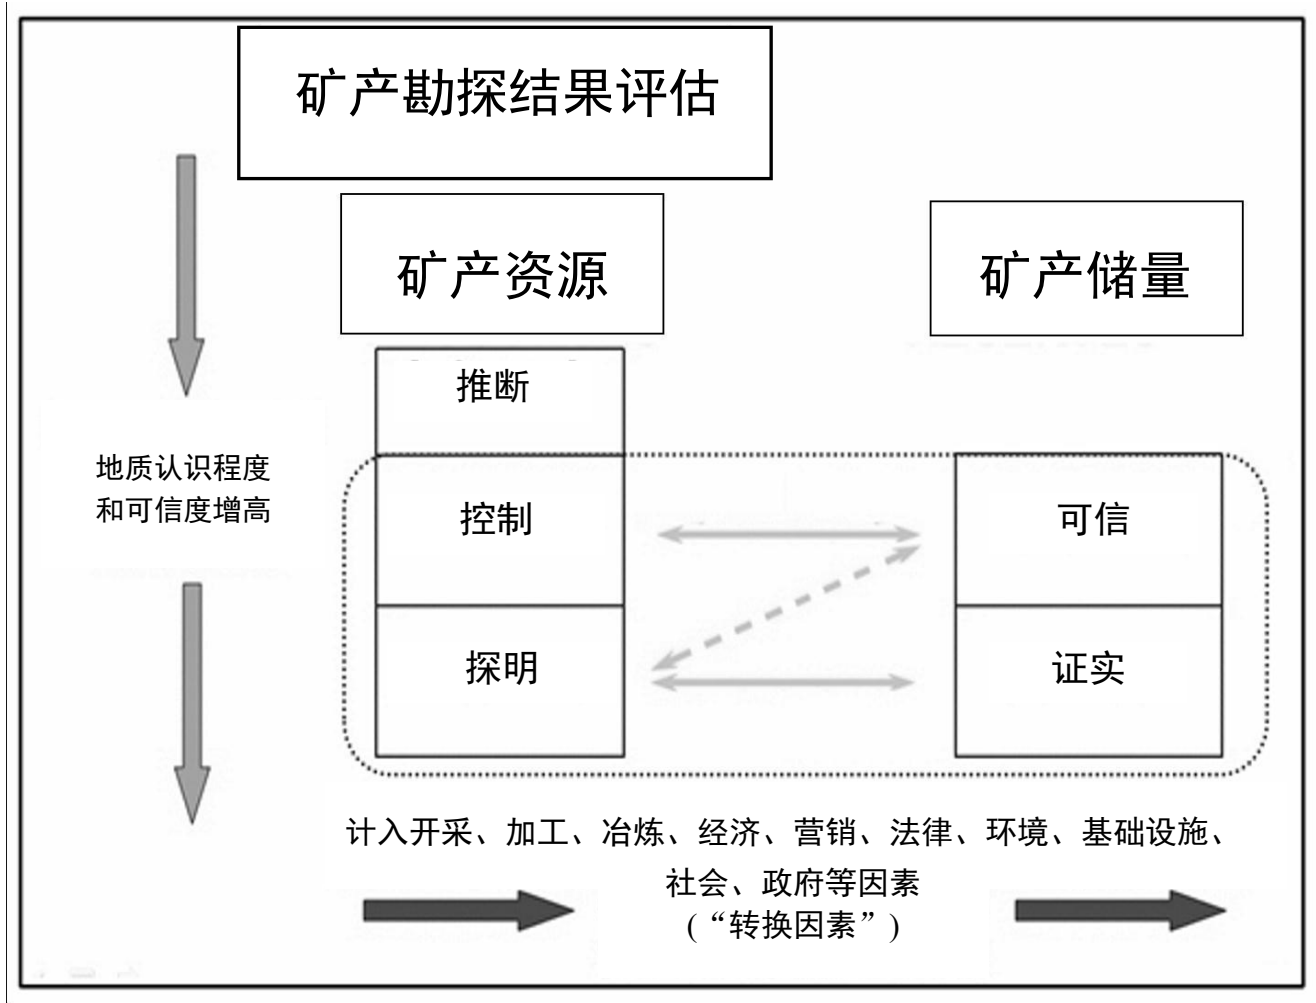 矿产勘探结果评估
矿产资源
矿产储量
推断
地质认识程度
和可信度增高
控制
可信
探明
证实
计入开采、加工、冶炼、经济、营销、法律、环境、基础设施、
社会、政府等因素
(“转换因素”)